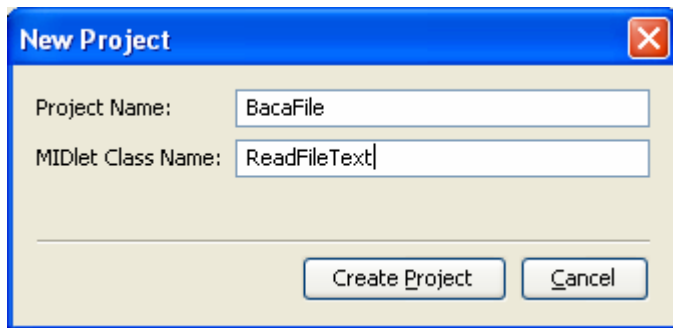 New Project
Project Name: BacaFile
MIDlet Class Name: ReadFileText
Create Project Cancel